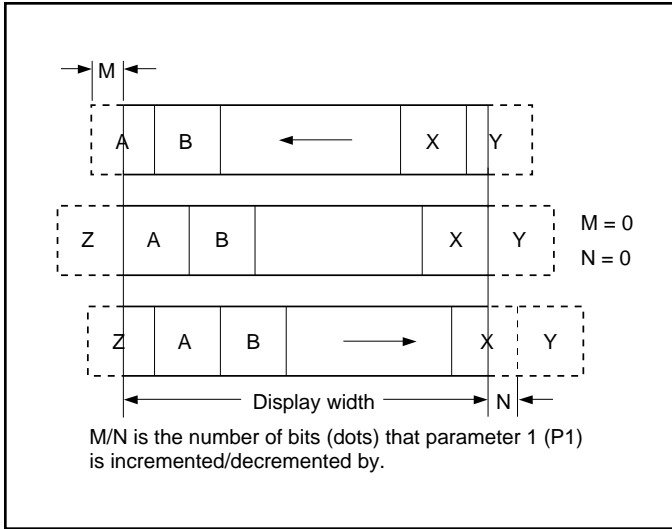 M
A B X Y
Z A B X Y M = 0
N = 0
Z A B X Y
Display width N
M/N is the number of bits (dots) that parameter 1 (P1)
is incremented/decremented by.